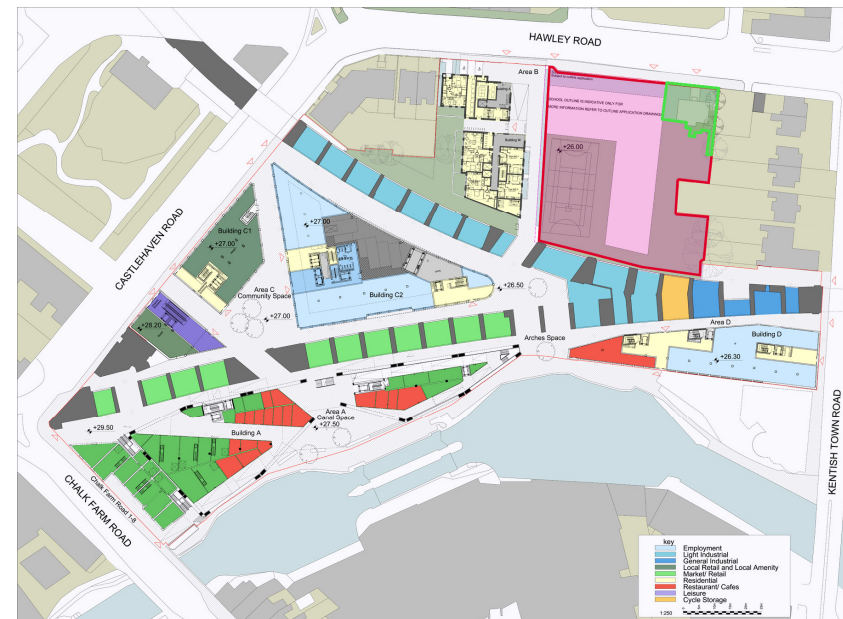 HAWLEY ROAD
Area B
SCHOOL OUTLINE IS INDICATIVE ONLY FOR
MORE INFORMATION REFER TO OUTLINE APPLICATION DRAWINGS
+26.00
CASTLEHAVEN ROAD
Building C1
+27.00
+27.00
Area C
Community Space
+27.00
Building C2
+26.50
+28.20
Arches Space
Area D
Building D
+26.30
Area A
Canal Space
+27.50
Building A
+29.50
Chalk Farm Road 1-8
CHALK FARM ROAD
KENTISH TOWN ROAD
key
Employment
Light Industrial
General Industrial
Local Retail and Local Amenity
Market/ Retail
Residential
Restaurant/ Cafes
Leisure
Cycle Storage
1:250